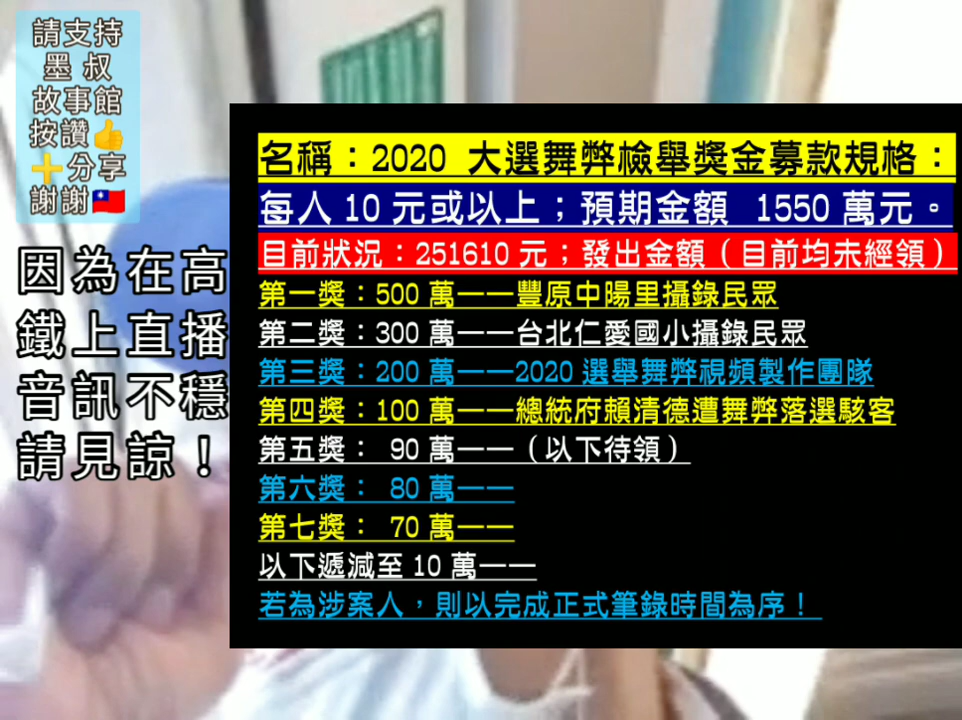 請支持
墨 叔
故事館
按讚👍
➕分享
謝謝🇹🇼
因為在高
鐵上直播
音訊不穩
請見諒！
名稱：2020 大選舞弊檢舉獎金募款規格：
每人 10 元或以上；預期金額 1550 萬元。
目前狀況：251610 元；發出金額（目前均未經領）
第一獎：500 萬——豐原中陽里攝錄民眾
第二獎：300 萬——台北仁愛國小攝錄民眾
第三獎：200 萬——2020 選舉舞弊視頻製作團隊
第四獎：100 萬——總統府賴清德遭舞弊落選駭客
第五獎： 90 萬——（以下待領）
第六獎： 80 萬——
第七獎： 70 萬——
以下遞減至 10 萬——
若為涉案人，則以完成正式筆錄時間為序！